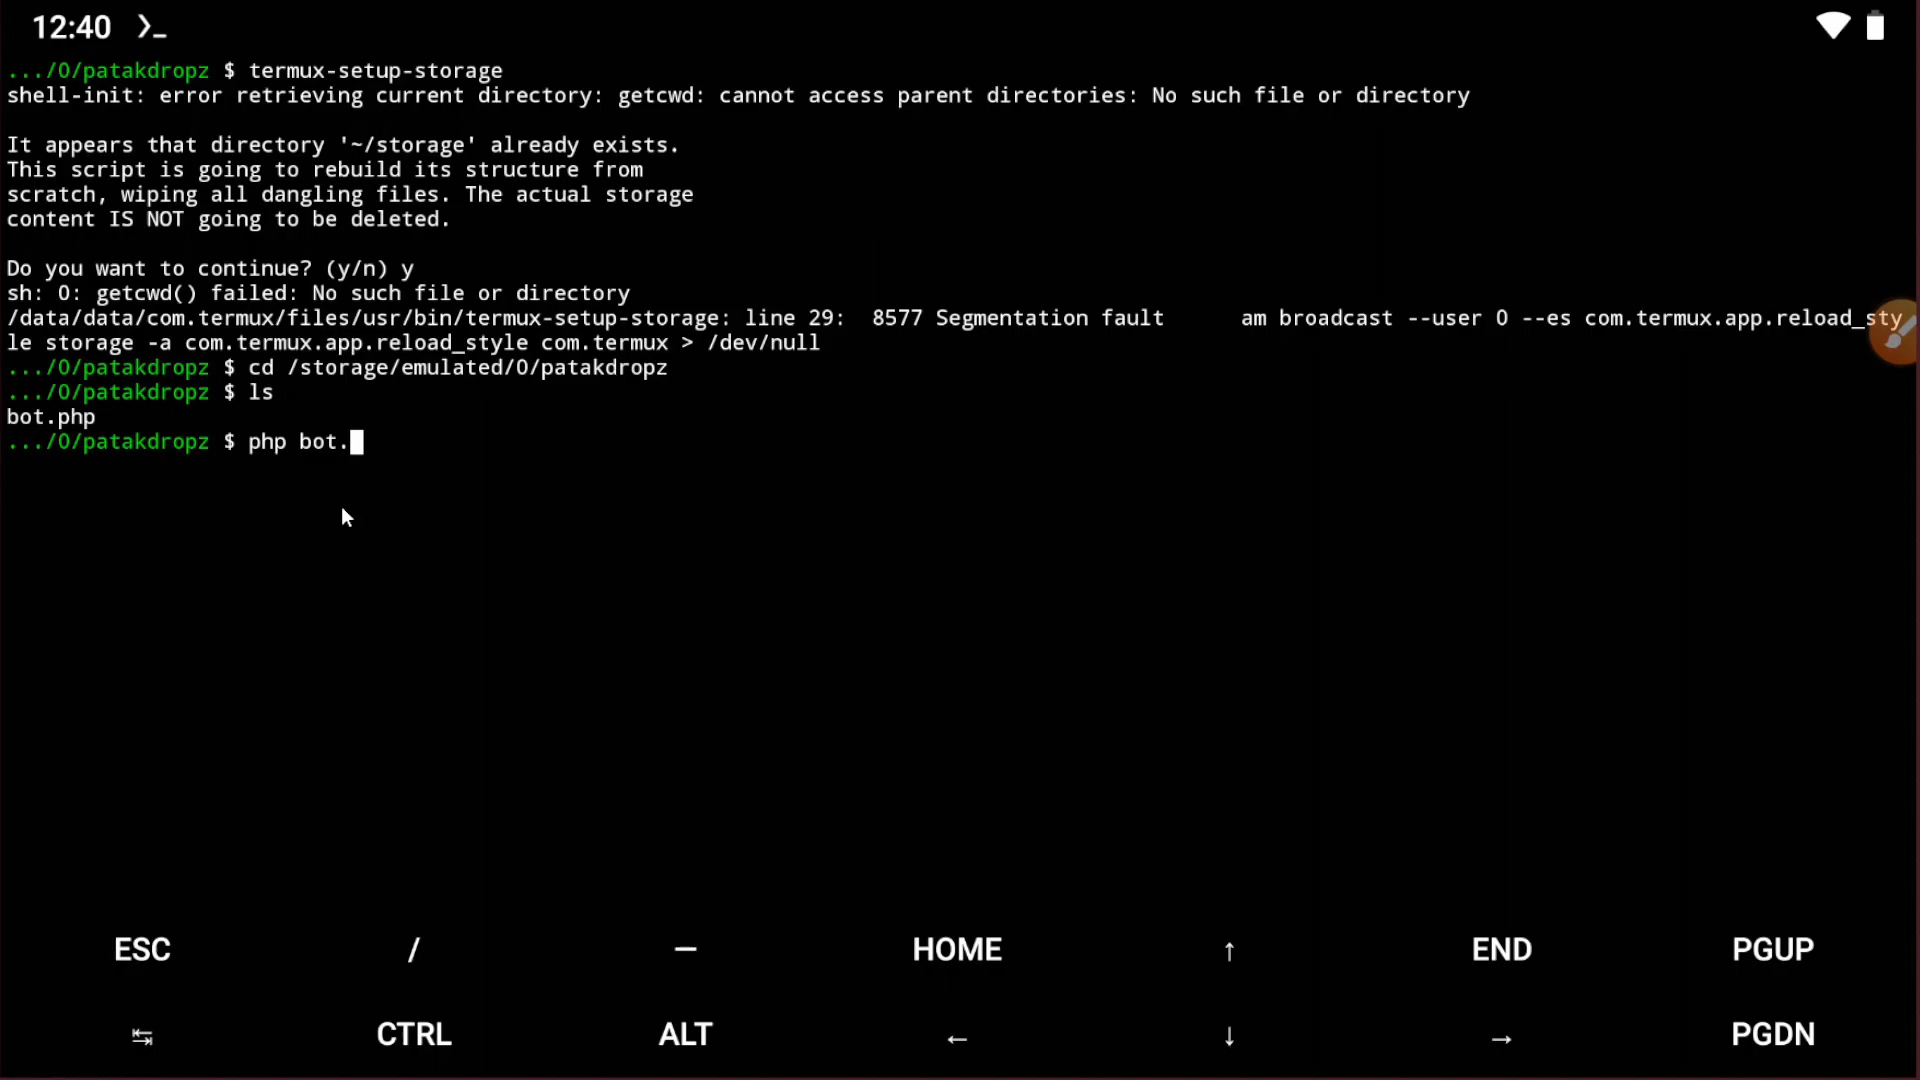 12:40
.../0/patakdropz $ termux-setup-storage
shell-init: error retrieving current directory: getcwd: cannot access parent directories: No such file or directory
It appears that directory '~/storage' already exists.
This script is going to rebuild its structure from
scratch, wiping all dangling files. The actual storage
content IS NOT going to be deleted.
Do you want to continue? (y/n) y
sh: 0: getcwd() failed: No such file or directory
/data/data/com.termux/files/usr/bin/termux-setup-storage: line 29:  8577 Segmentation fault      am broadcast --user 0 --es com.termux.app.reload_sty
le storage -a com.termux.app.reload_style com.termux > /dev/null
.../0/patakdropz $ cd /storage/emulated/0/patakdropz
.../0/patakdropz $ ls
bot.php
.../0/patakdropz $ php bot.
ESC / — HOME ↑ END PGUP
↹ CTRL ALT ← ↓ → PGDN